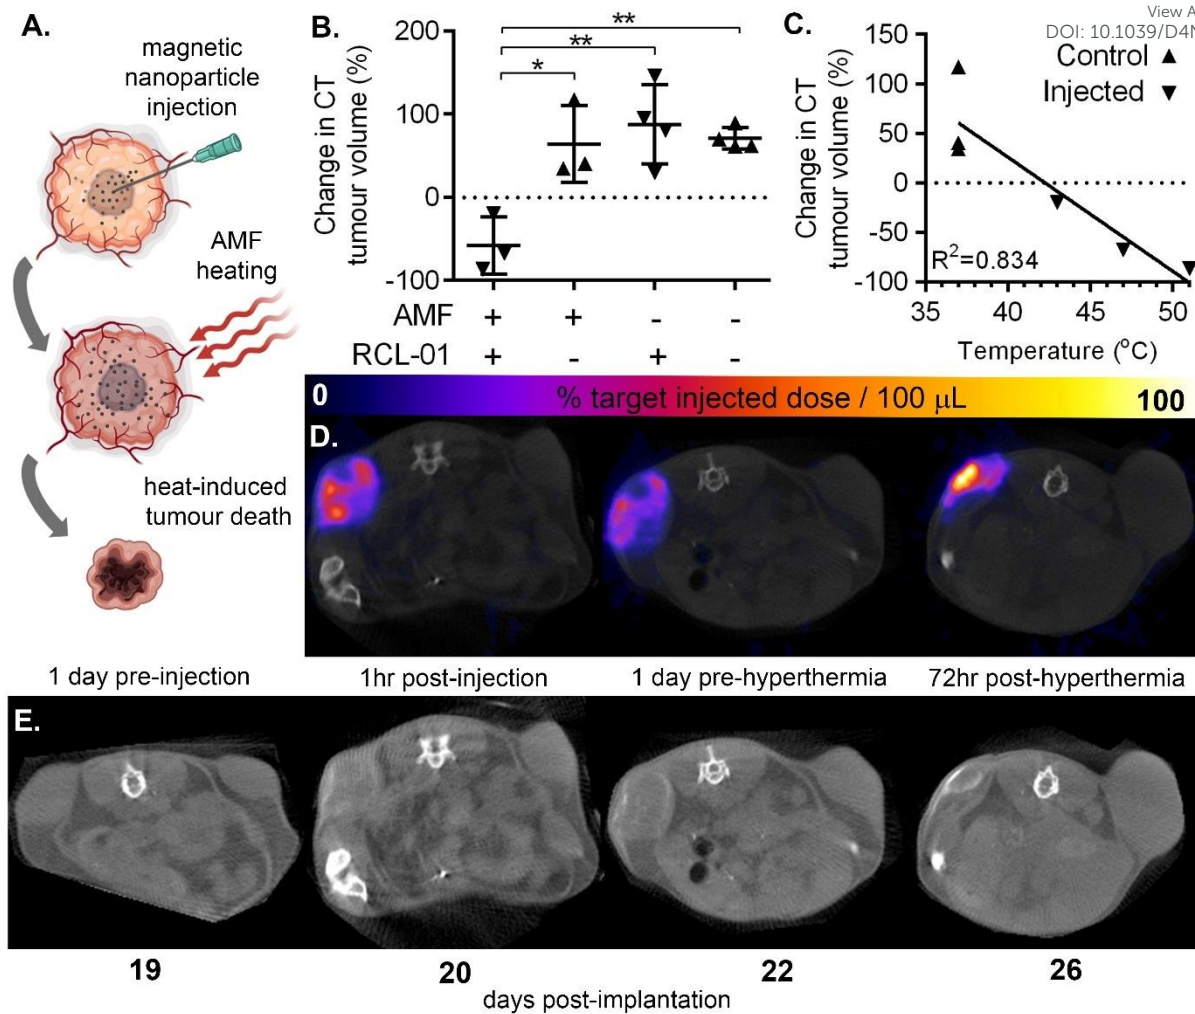 A.
magnetic
nanoparticle
injection
AMF
heating
heat-induced
tumour death
B.
Change in CT
tumour volume (%)
200
100
0
-100
*
**
**
AMF + + - -
RCL-01 + - + -
View A
DOI: 10.1039/D4N
C.
Change in CT
tumour volume (%)
150
100
50
0
-50
-100
Control ▲
Injected ▼
R²=0.834
35 40 45 50
Temperature (°C)
0 % target injected dose / 100 µL 100
D.
1 day pre-injection 1hr post-injection 1 day pre-hyperthermia 72hr post-hyperthermia
E.
19 20 22 26
days post-implantation